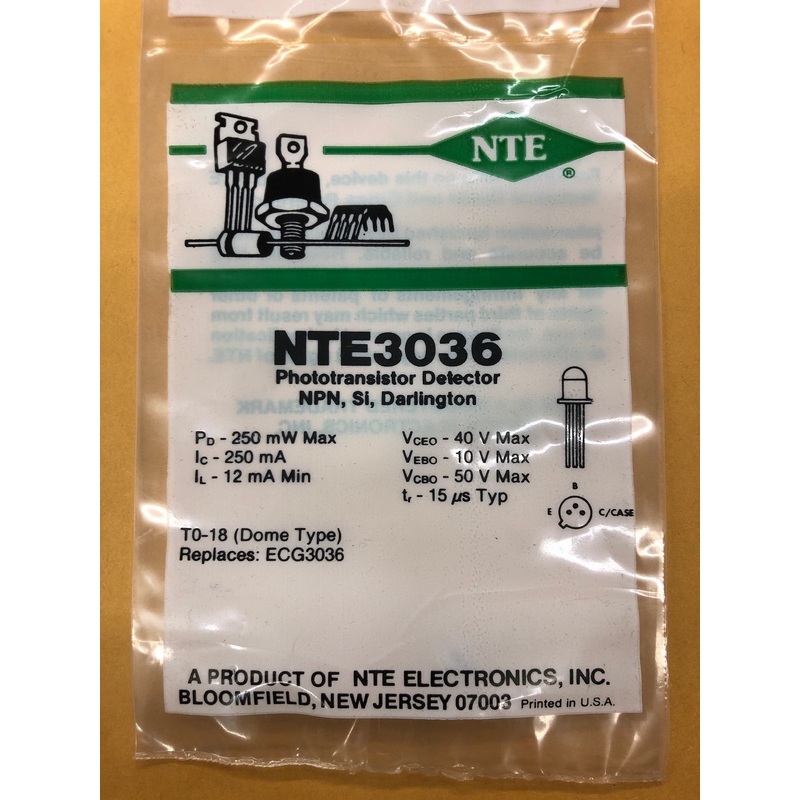 NTE®
NTE3036
Phototransistor Detector
NPN, Si, Darlington
PD - 250 mW Max
IC - 250 mA
IL - 12 mA Min
VCEO - 40 V Max
VEBO - 10 V Max
VCBO - 50 V Max
tr - 15 µs Typ
B
E C/CASE
T0-18 (Dome Type)
Replaces: ECG3036
A PRODUCT OF NTE ELECTRONICS, INC.
BLOOMFIELD, NEW JERSEY 07003 Printed in U.S.A.